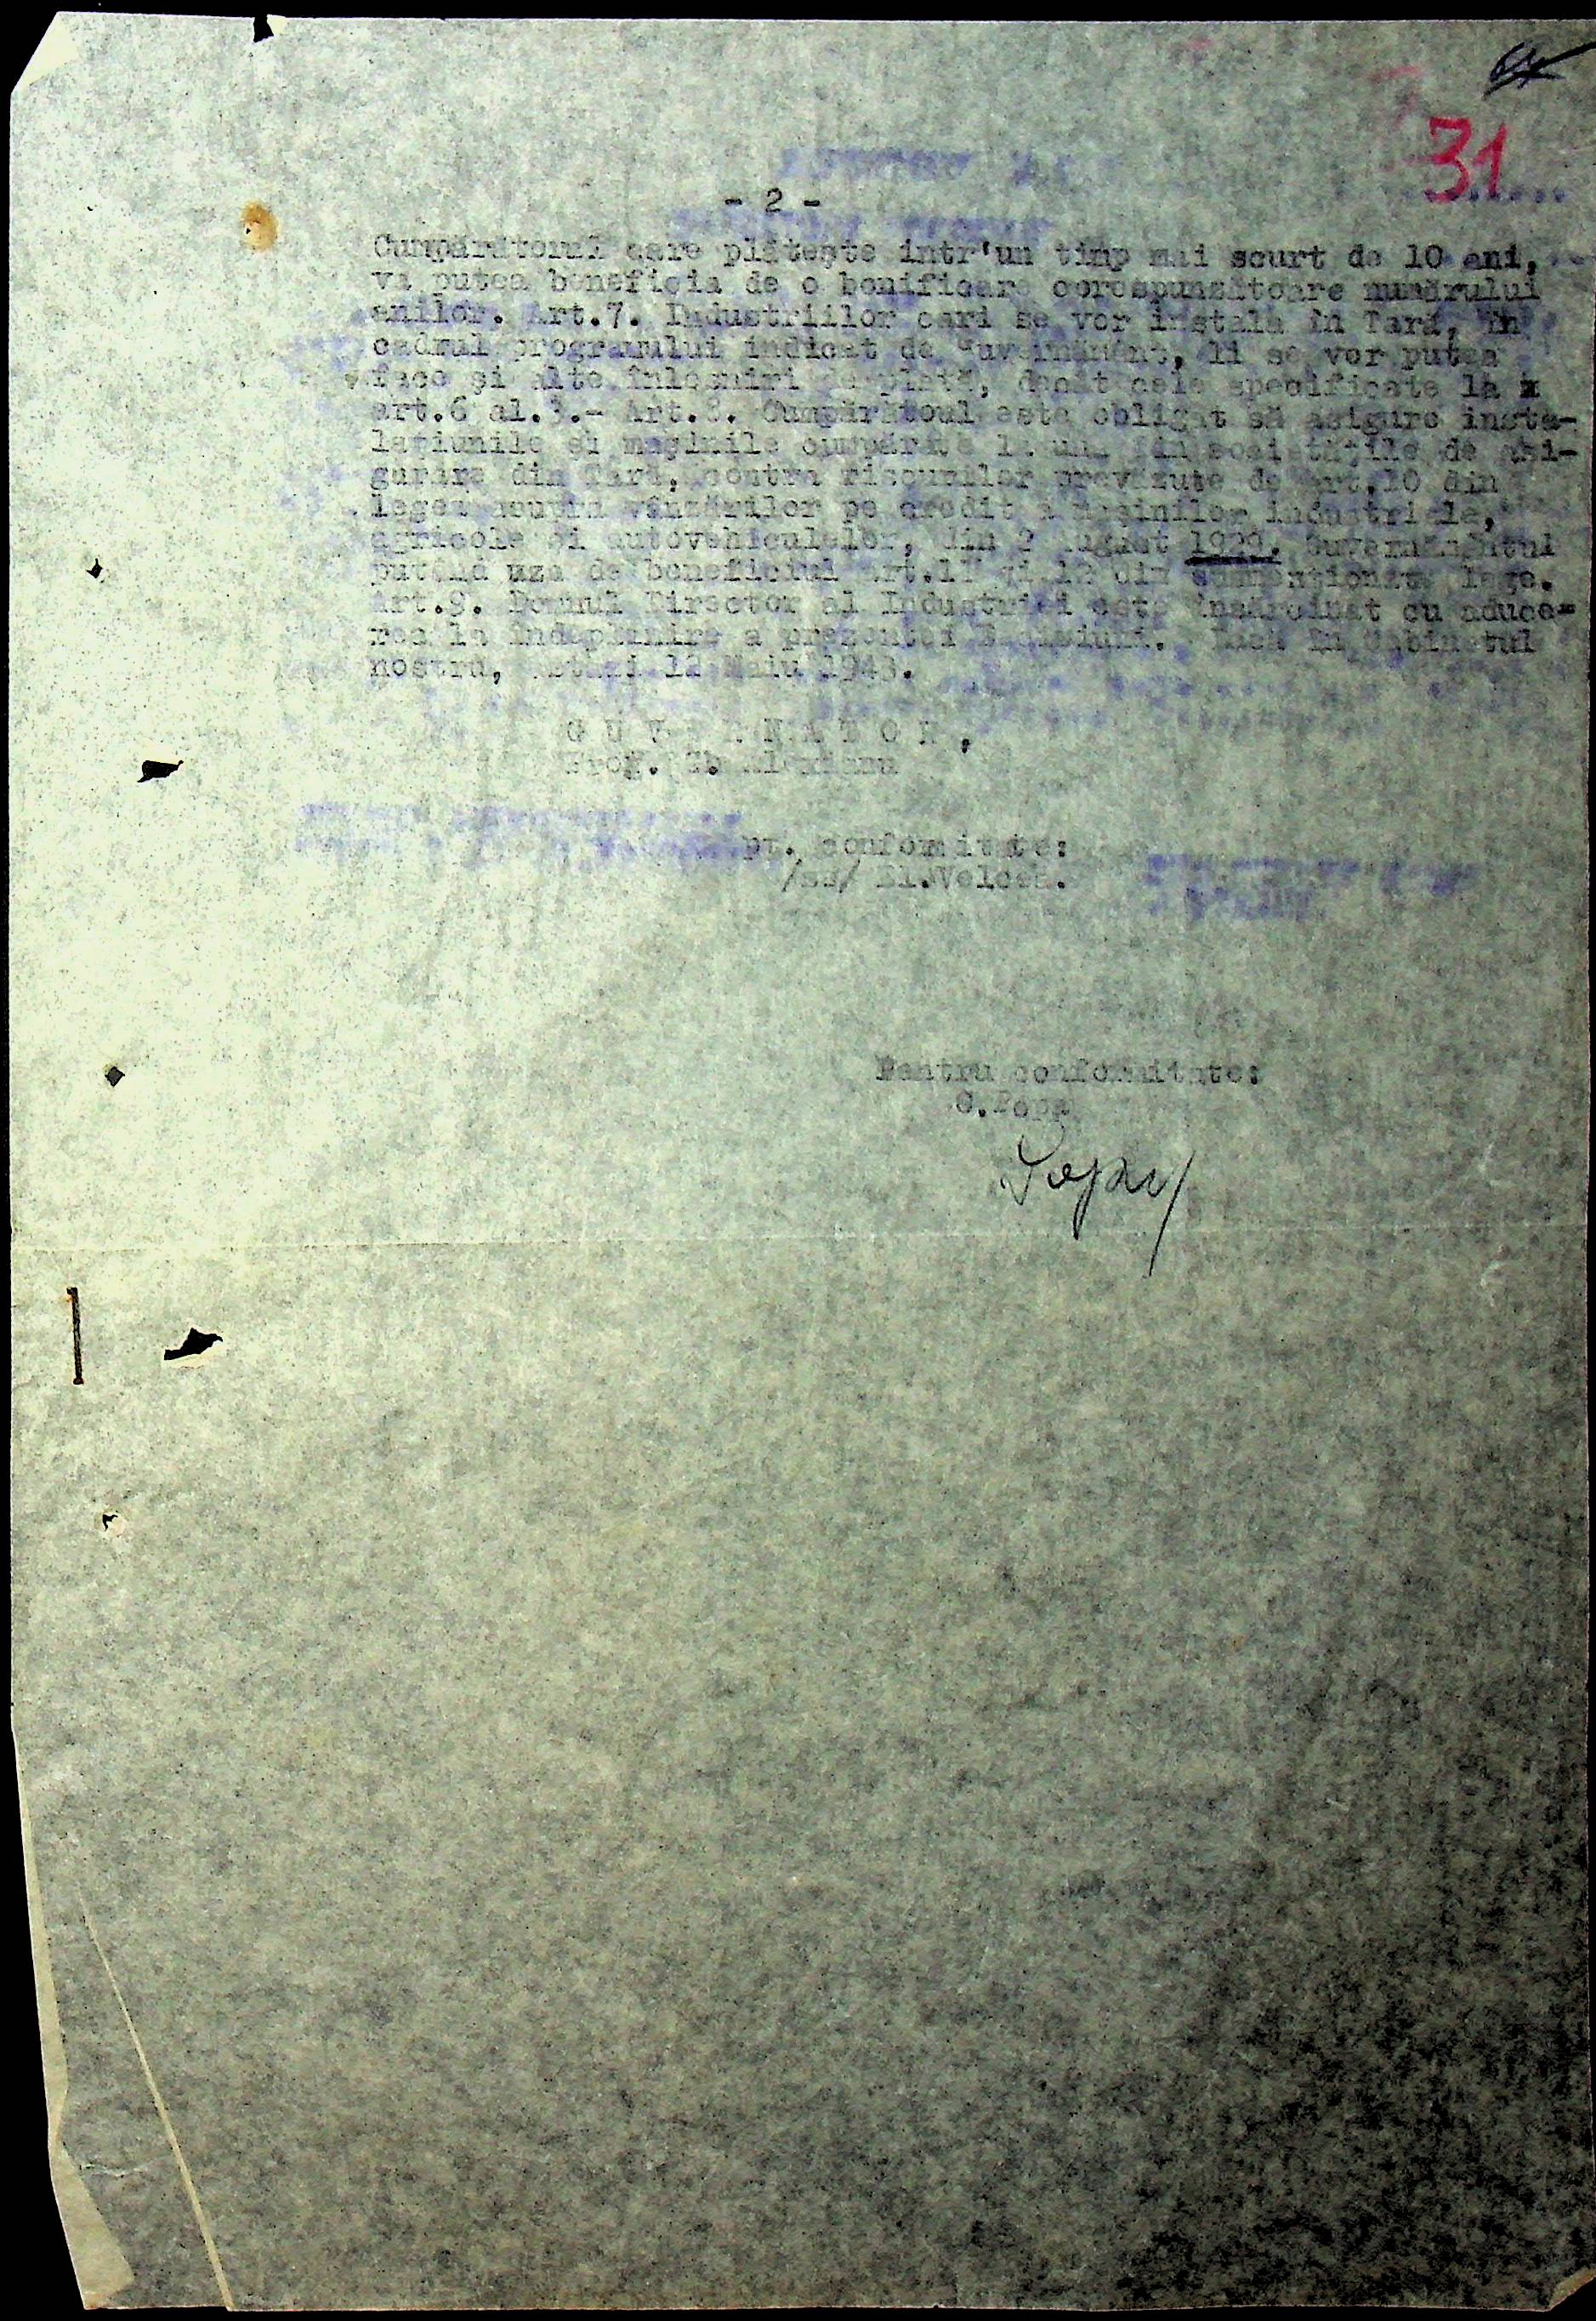 31
- 2 -
Cumpărătorul care plătește intr'un timp mai scurt de 10 ani,
va putea beneficia de o bonificare corespunzătoare numărului
anilor. Art.7. Industriilor cari se vor instala în Țară, în
cadrul programului indicat de Guvernământ, li se vor putea
face și alte înlesniri de plată, decât cele specificate la x
art.6 al.3.- Art.8. Cumpărătoul este obligat să asigure insta-
lațiunile și mașinile cumpărate la una din societățile de asi-
gurare din Țară, contra riscurilor prevăzute de art.10 din
legea asupra vânzărilor pe credit a mașinilor industriale,
agricole și autovehiculelor, din 2 August 1929. Guvernământul
putând uza de beneficiul art.11 și 12 din susmenționata lege.
Art.9. Domnul Director al Industriei este însărcinat cu aduce-
rea la îndeplinire a prezentei Deciziuni. Dată în Cabinetul
nostru, astăzi 12 Maiu 1943.
G U V E R N A T O R ,
Prof. Gh. Alexianu
pt. conformitate:
/ss/ El.Velcea.
Pentru conformitate:
C.Popa
Popa